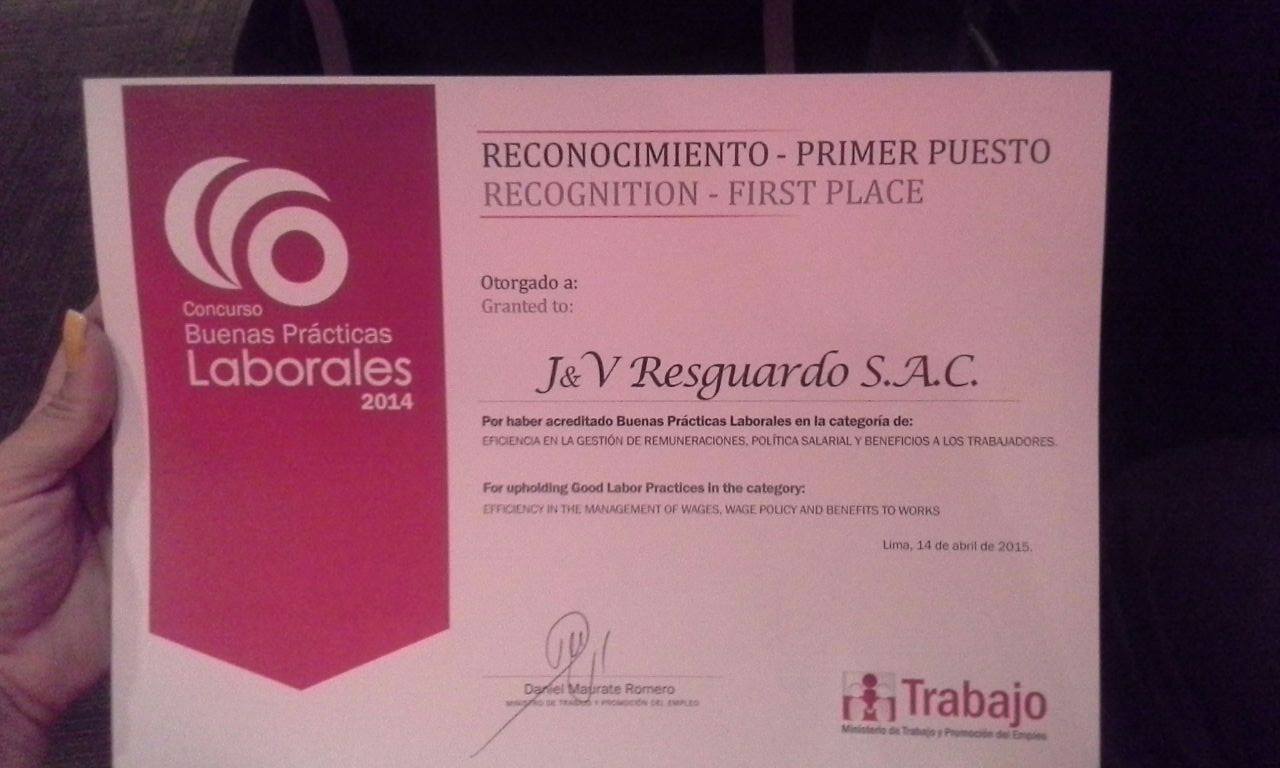 Concurso
Buenas Prácticas
Laborales
2014
RECONOCIMIENTO - PRIMER PUESTO
RECOGNITION - FIRST PLACE
Otorgado a:
Granted to:
J&V Resguardo S.A.C.
Por haber acreditado Buenas Prácticas Laborales en la categoría de:
EFICIENCIA EN LA GESTIÓN DE REMUNERACIONES, POLÍTICA SALARIAL Y BENEFICIOS A LOS TRABAJADORES.
For upholding Good Labor Practices in the category:
EFFICIENCY IN THE MANAGEMENT OF WAGES, WAGE POLICY AND BENEFITS TO WORKS
Lima, 14 de abril de 2015.
Daniel Maurate Romero
MINISTRO DE TRABAJO Y PROMOCIÓN DEL EMPLEO
Trabajo
Ministerio de Trabajo y Promoción del Empleo